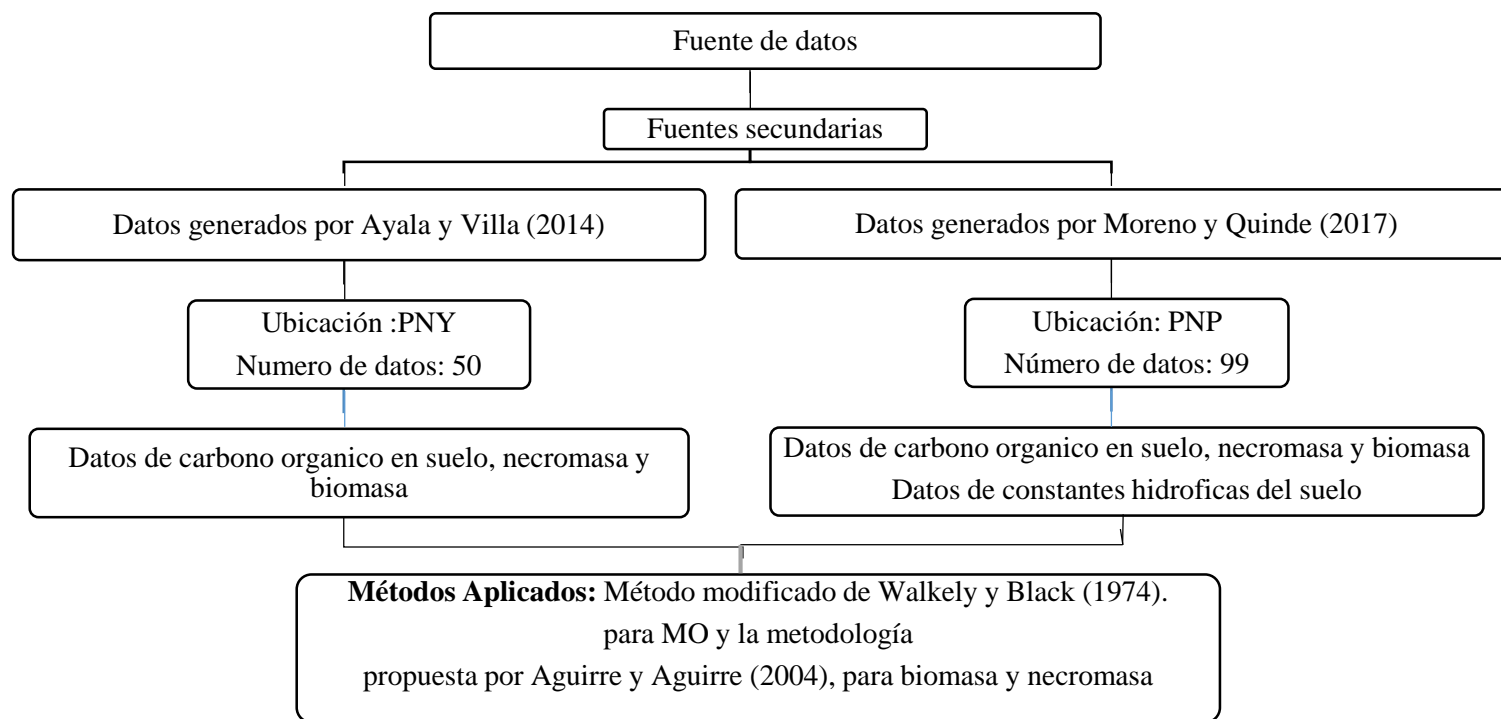 Fuente de datos
Fuentes secundarias
Datos generados por Ayala y Villa (2014)
Datos generados por Moreno y Quinde (2017)
Ubicación :PNY
Numero de datos: 50
Ubicación: PNP
Número de datos: 99
Datos de carbono organico en suelo, necromasa y
biomasa
Datos de carbono organico en suelo, necromasa y biomasa
Datos de constantes hidroficas del suelo
Métodos Aplicados: Método modificado de Walkely y Black (1974).
para MO y la metodología
propuesta por Aguirre y Aguirre (2004), para biomasa y necromasa